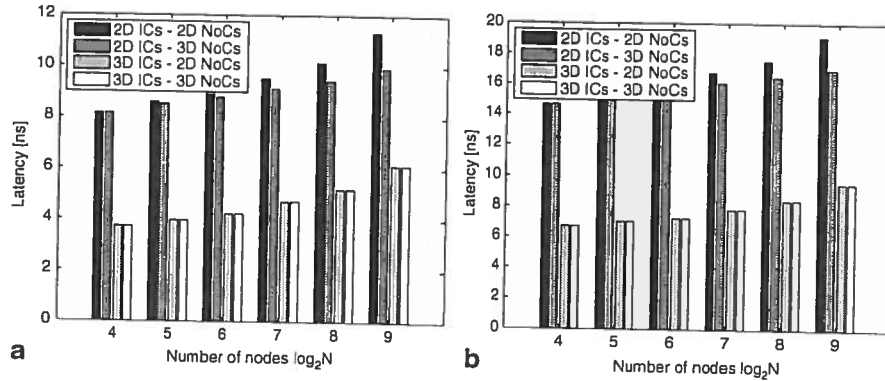 12
10
8
6
4
2
0
Latency [ns]
2D ICs - 2D NoCs
2D ICs - 3D NoCs
3D ICs - 2D NoCs
3D ICs - 3D NoCs
4 5 6 7 8 9
Number of nodes log2N
a
20
18
16
14
12
10
8
6
4
2
0
Latency [ns]
2D ICs - 2D NoCs
2D ICs - 3D NoCs
3D ICs - 2D NoCs
3D ICs - 3D NoCs
4 5 6 7 8 9
Number of nodes log2N
b